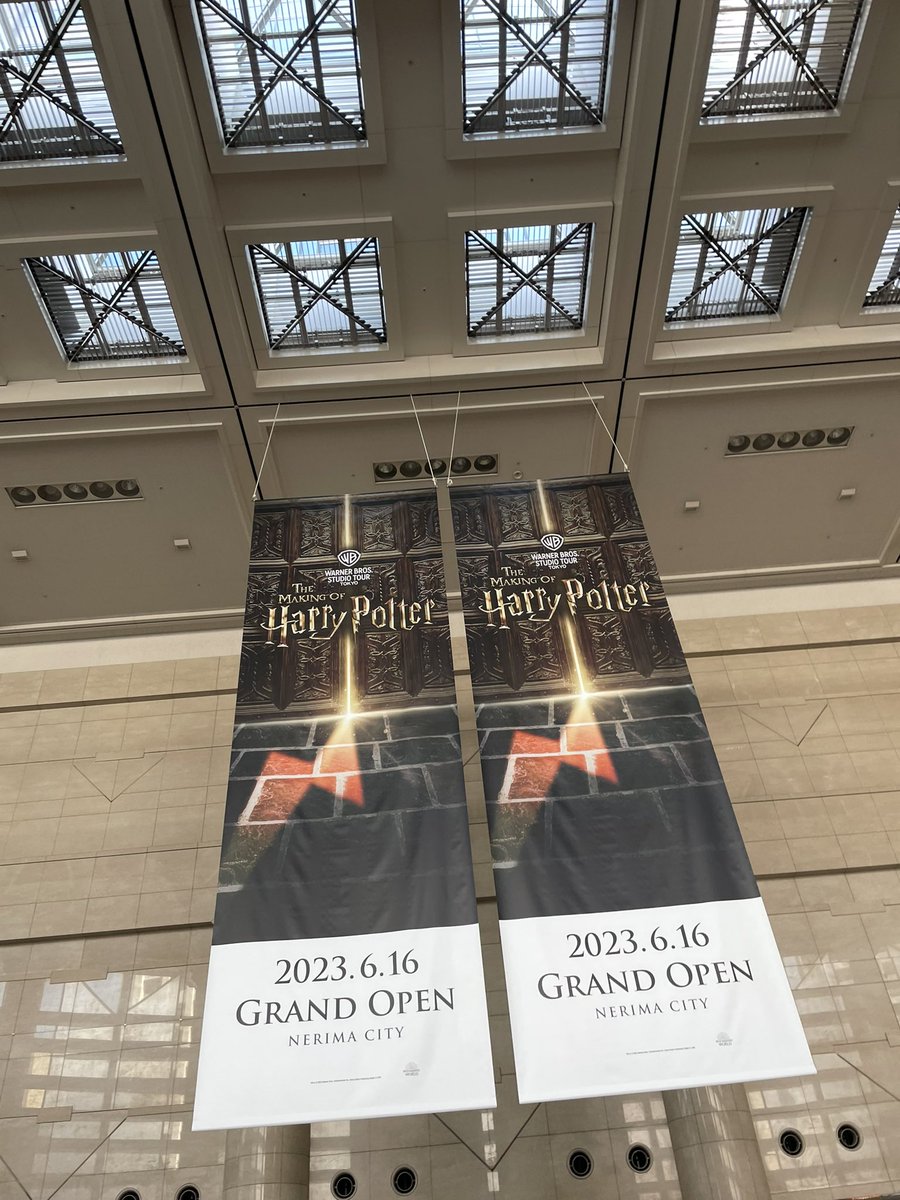 WB
WARNER BROS.
STUDIO TOUR
TOKYO
THE
MAKING OF
Harry Potter
2023.6.16
GRAND OPEN
NERIMA CITY
WB
WARNER BROS.
STUDIO TOUR
TOKYO
THE
MAKING OF
Harry Potter
2023.6.16
GRAND OPEN
NERIMA CITY